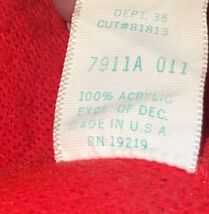 DEPT. 38
CUT#81813
7911A 011
100% ACRYLIC
EXCL OF DEC.
MADE IN U.S.A
RN 19219